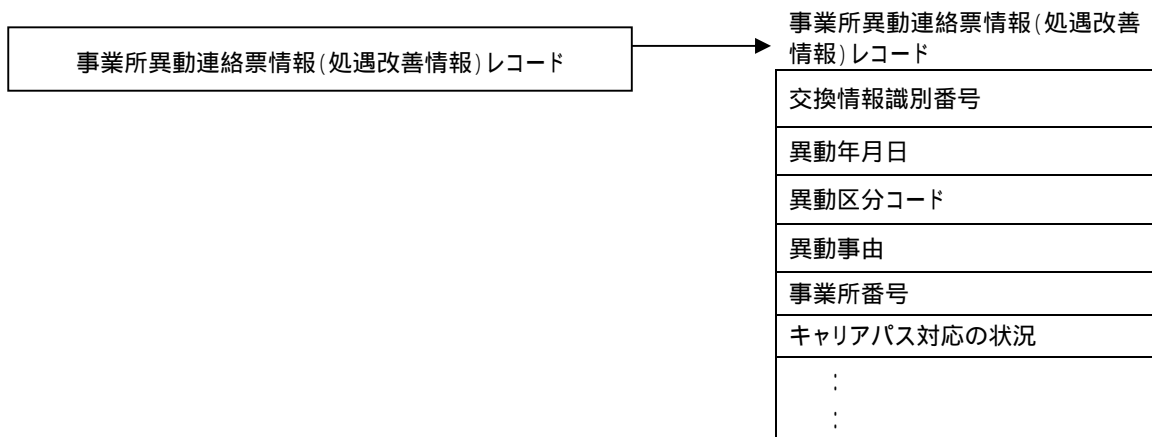 事業所異動連絡票情報(処遇改善情報)レコード
事業所異動連絡票情報(処遇改善
情報)レコード
交換情報識別番号
異動年月日
異動区分コード
異動事由
事業所番号
キャリアパス対応の状況
:
: